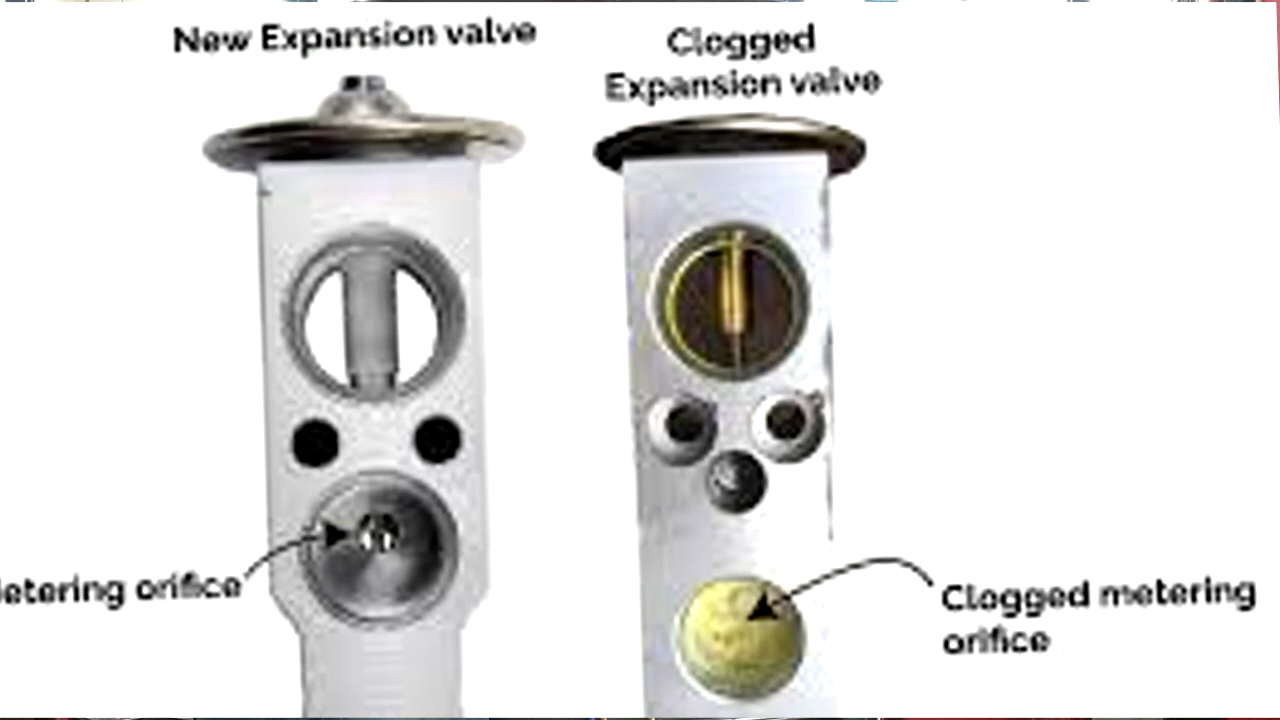 New Expansion valve
Clogged
Expansion valve
etering orifice
Clogged metering
orifice